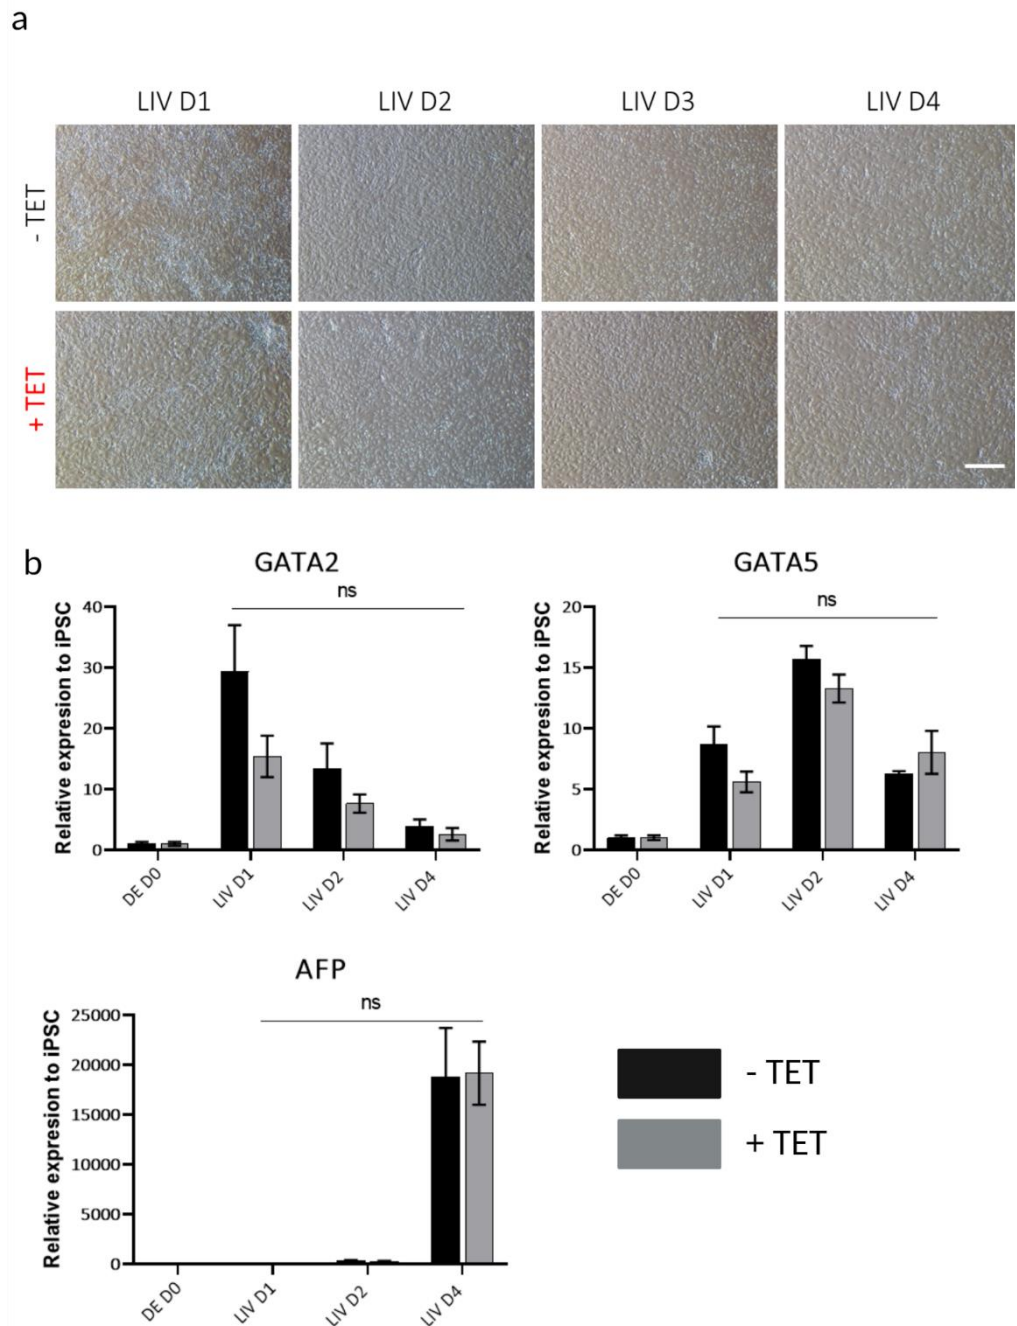 a
LIV D1 LIV D2 LIV D3 LIV D4
- TET
+ TET
b
GATA2
ns
Relative expresion to iPSC
40
30
20
10
0
DE D0 LIV D1 LIV D2 LIV D4
GATA5
ns
Relative expresion to iPSC
20
15
10
5
0
DE D0 LIV D1 LIV D2 LIV D4
AFP
ns
Relative expresion to iPSC
25000
20000
15000
10000
5000
0
DE D0 LIV D1 LIV D2 LIV D4
- TET
+ TET